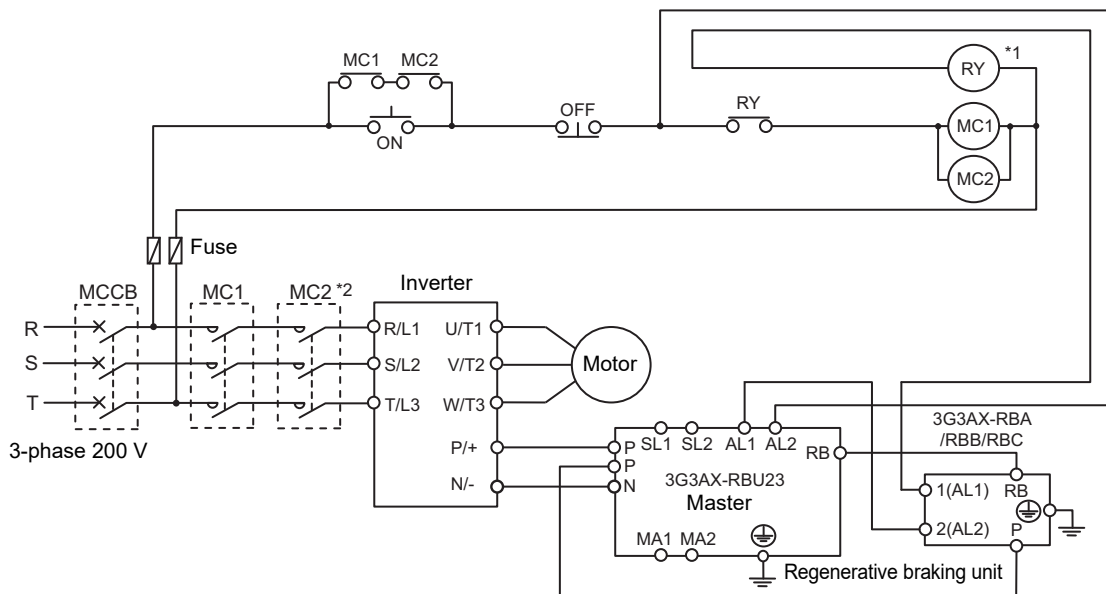 MC1 MC2
ON
OFF
RY
RY *1
MC1
MC2
Fuse
MCCB
MC1
MC2 *2
Inverter
R
S
T
3-phase 200 V
R/L1 U/T1
S/L2 V/T2
T/L3 W/T3
P/+
N/-
Motor
SL1 SL2 AL1 AL2
P
P
N
RB
3G3AX-RBU23
Master
MA1 MA2
3G3AX-RBA
/RBB/RBC
1(AL1) RB
2(AL2) P
Regenerative braking unit